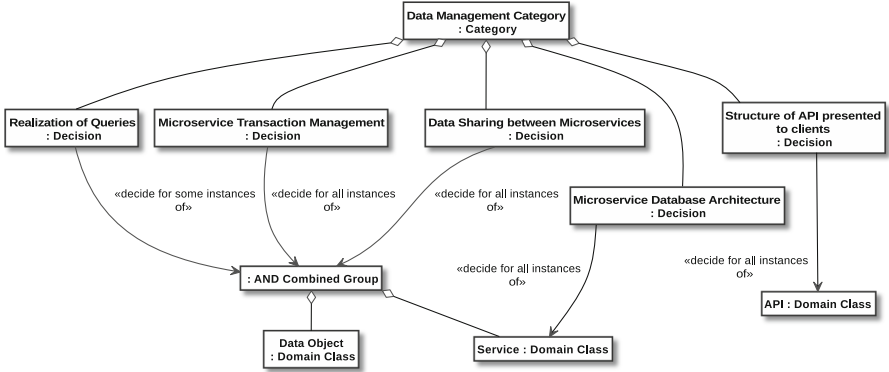 Data Management Category
: Category
Realization of Queries
: Decision
Microservice Transaction Management
: Decision
Data Sharing between Microservices
: Decision
Structure of API presented
to clients
: Decision
«decide for some instances
of»
«decide for all instances
of»
«decide for all instances
of»
Microservice Database Architecture
: Decision
: AND Combined Group
«decide for all instances
of»
«decide for all instances
of»
API : Domain Class
Data Object
: Domain Class
Service : Domain Class